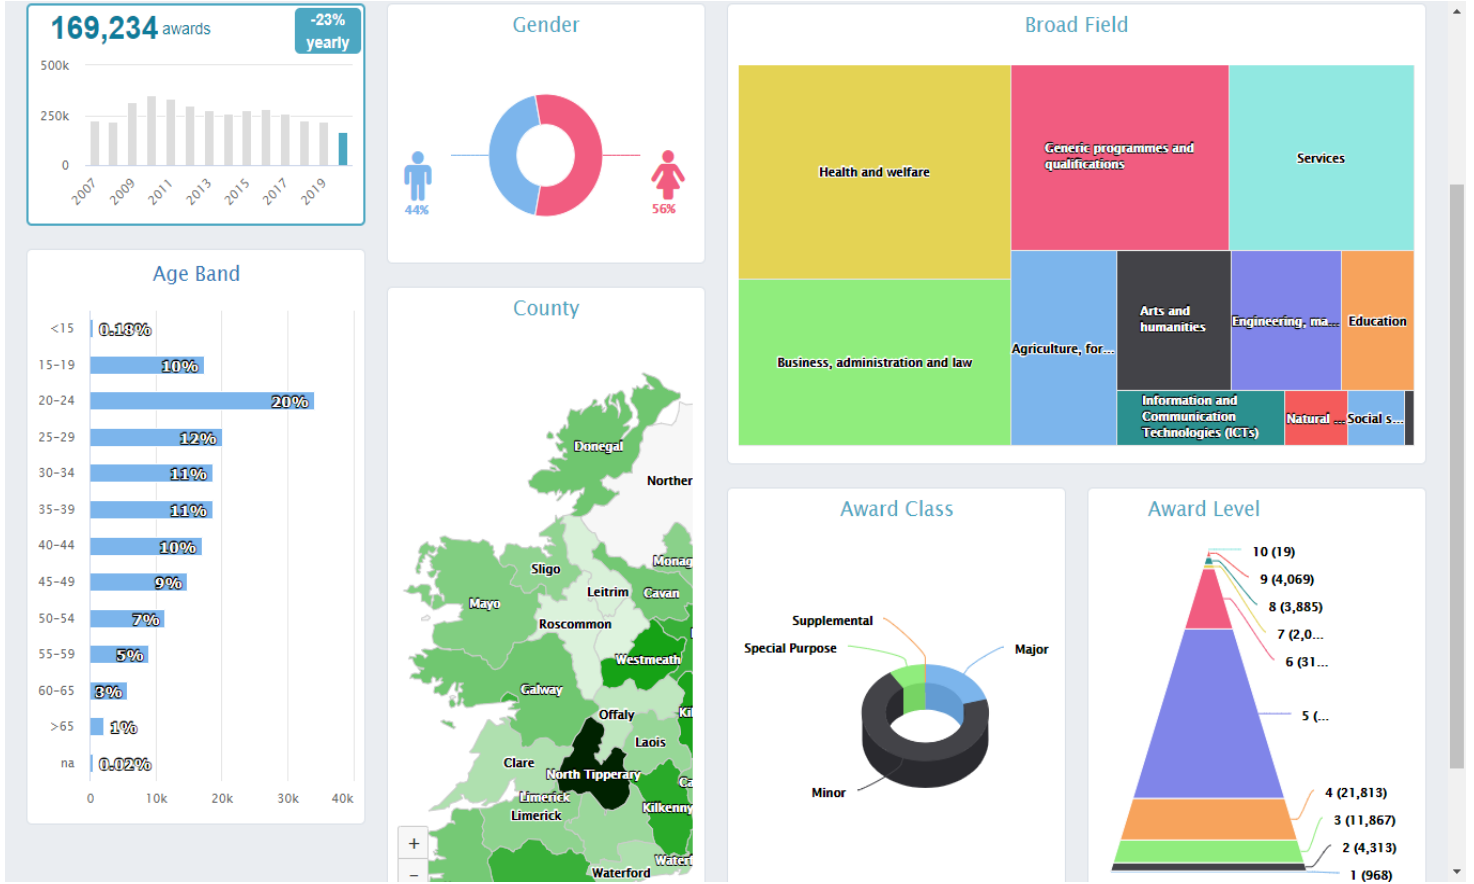 169,234 awards
-23%
yearly
500k
250k
0
2007
2009
2011
2013
2015
2017
2019
Gender
44%
56%
Broad Field
Health and welfare
Generic programmes and
qualifications
Services
Business, administration and law
Agriculture, for...
Arts and
humanities
Engineering, ma...
Education
Information and
Communication
Technologies (ICTs)
Natural ...
Social s...
Age Band
<15
0.18%
15-19
10%
20-24
20%
25-29
12%
30-34
11%
35-39
11%
40-44
10%
45-49
9%
50-54
7%
55-59
5%
60-65
3%
>65
1%
na
0.02%
0
10k
20k
30k
40k
County
Donegal
Norther
Monag
Sligo
Leitrim
Cavan
Mayo
Roscommon
Westmeath
Galway
Offaly
Ki
Laois
Clare
North Tipperary
Ca
Limerick
Limerick
Kilkenny
Waterf
Waterford
+
−
Award Class
Supplemental
Special Purpose
Major
Minor
Award Level
10 (19)
9 (4,069)
8 (3,885)
7 (2,0...
6 (31...
5 (...
4 (21,813)
3 (11,867)
2 (4,313)
1 (968)